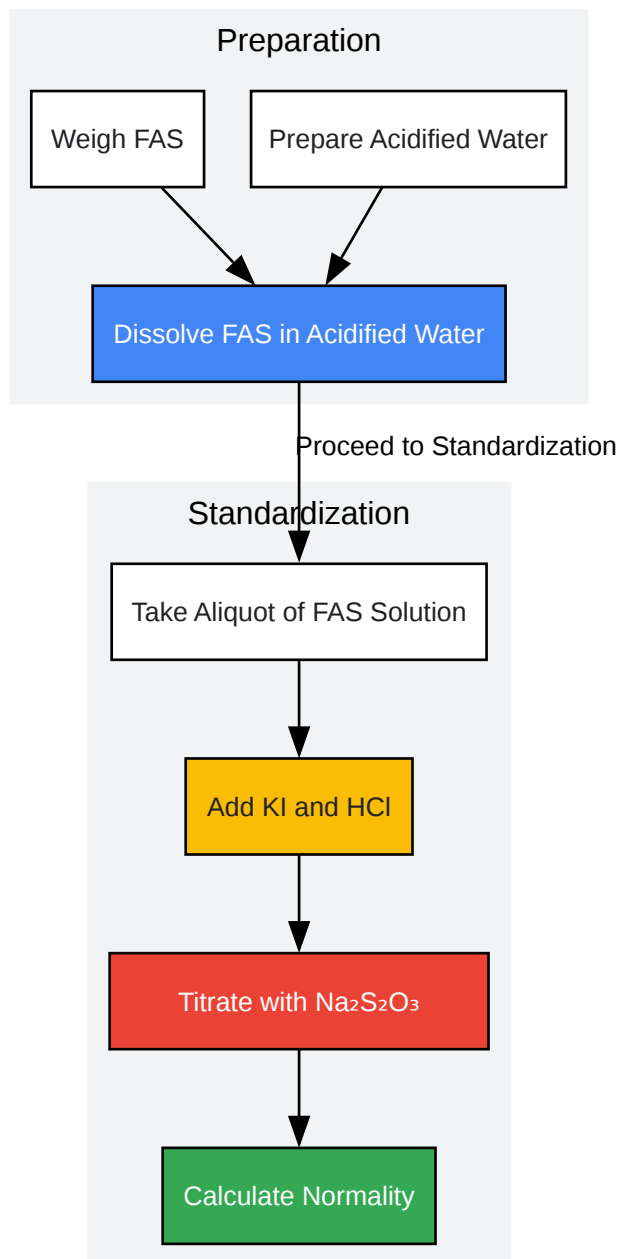 Preparation
Weigh FAS
Prepare Acidified Water
Dissolve FAS in Acidified Water
Proceed to Standardization
Standardization
Take Aliquot of FAS Solution
Add KI and HCl
Titrate with Na₂S₂O₃
Calculate Normality